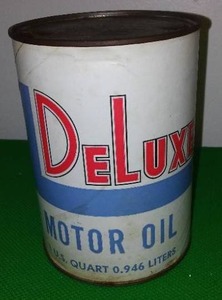 DELUXE
MOTOR OIL
U.S. QUART 0.946 LITERS